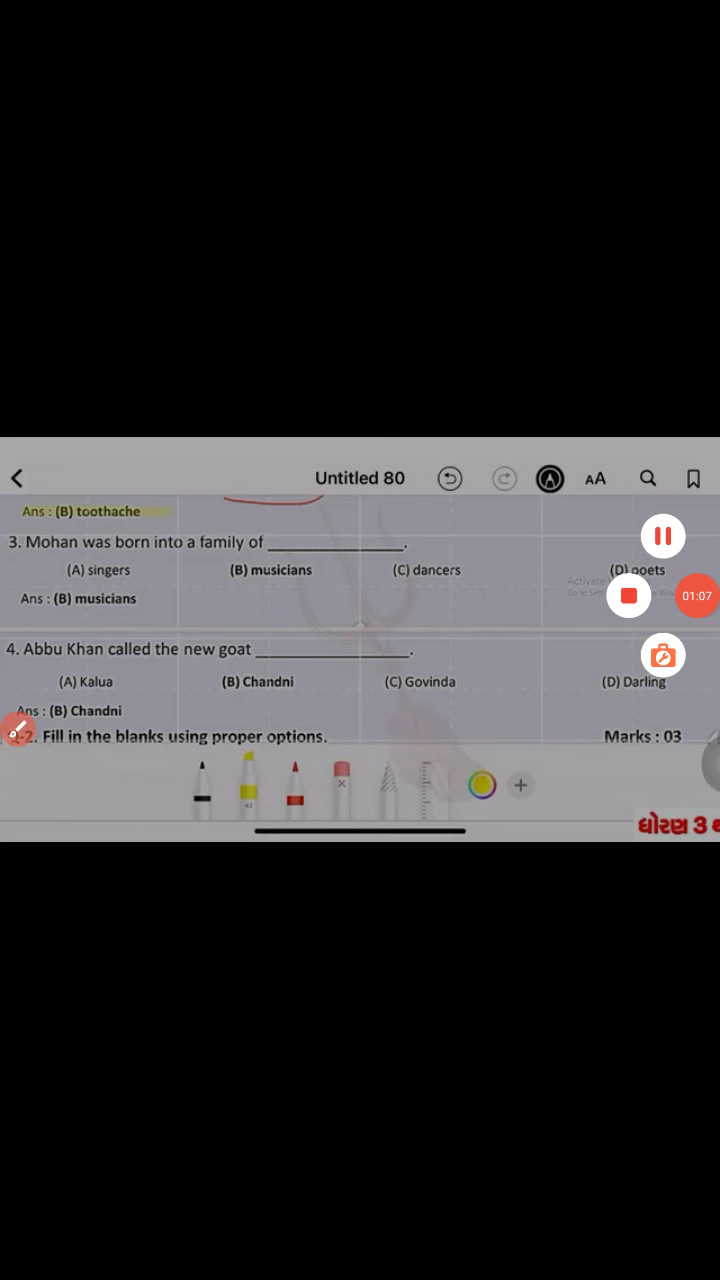 Untitled 80
AA
Ans : (B) toothache
3. Mohan was born into a family of ______________.
(A) singers (B) musicians (C) dancers (D) poets
Ans : (B) musicians
01:07
4. Abbu Khan called the new goat ________________.
(A) Kalua (B) Chandni (C) Govinda (D) Darling
Ans : (B) Chandni
-2. Fill in the blanks using proper options. Marks : 03
ધોરણ 3